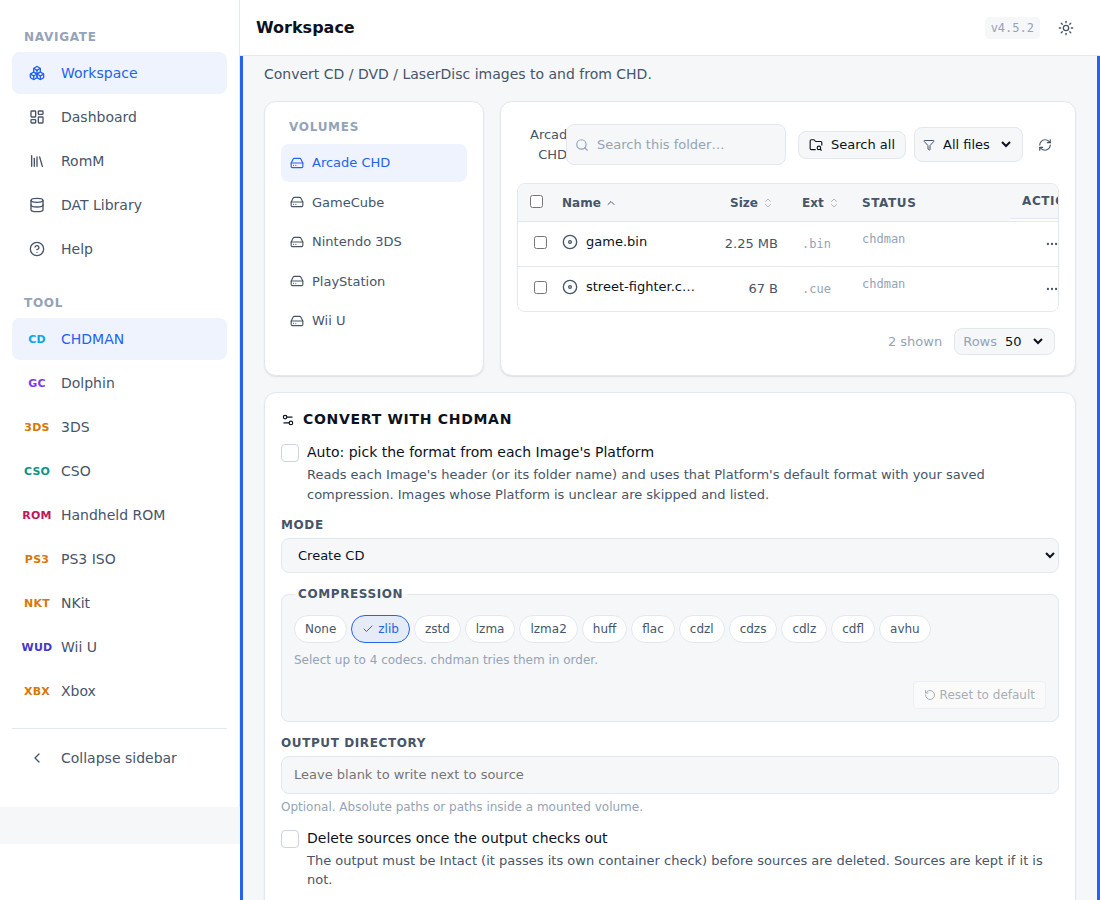 NAVIGATE
Workspace
Dashboard
RomM
DAT Library
Help
TOOL
CD CHDMAN
GC Dolphin
3DS 3DS
CSO CSO
ROM Handheld ROM
PS3 PS3 ISO
NKT NKit
WUD Wii U
XBX Xbox
Collapse sidebar
Workspace
v4.5.2
Convert CD / DVD / LaserDisc images to and from CHD.
VOLUMES
Arcade CHD
GameCube
Nintendo 3DS
PlayStation
Wii U
Arcad
CHD
Search this folder...
Search all
All files
Name Size Ext STATUS ACTIO
game.bin 2.25 MB .bin chdman ...
street-fighter.c... 67 B .cue chdman ...
2 shown Rows 50
CONVERT WITH CHDMAN
Auto: pick the format from each Image's Platform
Reads each Image's header (or its folder name) and uses that Platform's default format with your saved
compression. Images whose Platform is unclear are skipped and listed.
MODE
Create CD
COMPRESSION
None zlib zstd lzma lzma2 huff flac cdzl cdzs cdlz cdfl avhu
Select up to 4 codecs. chdman tries them in order.
Reset to default
OUTPUT DIRECTORY
Leave blank to write next to source
Optional. Absolute paths or paths inside a mounted volume.
Delete sources once the output checks out
The output must be Intact (it passes its own container check) before sources are deleted. Sources are kept if it is
not.